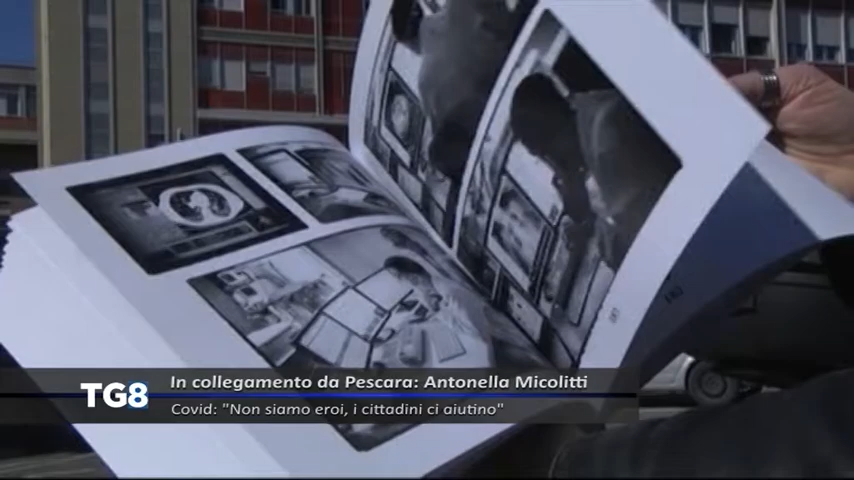 TG8
In collegamento da Pescara: Antonella Micolitti
Covid: "Non siamo eroi, i cittadini ci aiutino"